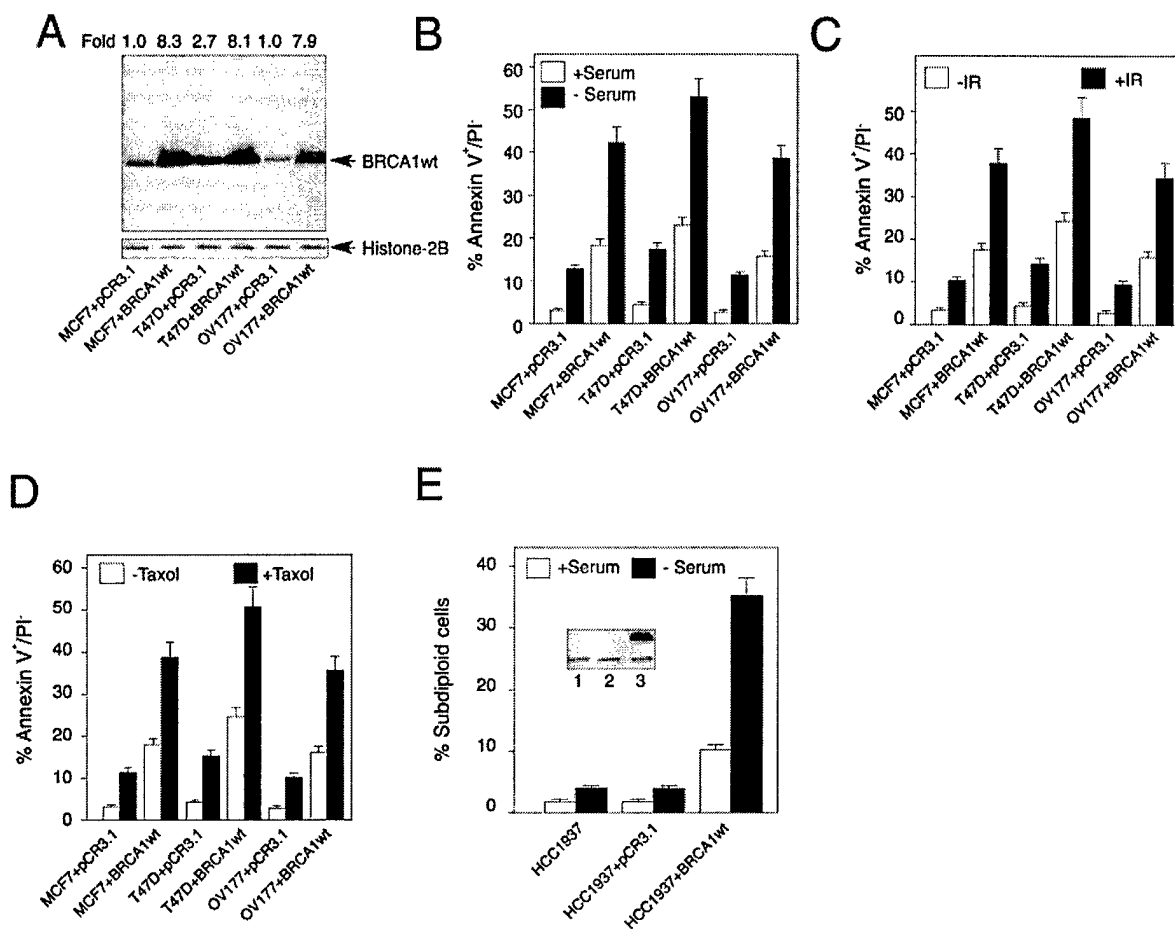 A
Fold 1.0 8.3 2.7 8.1 1.0 7.9
BRCA1wt
Histone-2B
MCF7+pCR3.1
MCF7+BRCA1wt
T47D+pCR3.1
T47D+BRCA1wt
OV177+pCR3.1
OV177+BRCA1wt
B
+Serum
- Serum
% Annexin V+/PI-
60
50
40
30
20
10
0
MCF7+pCR3.1
MCF7+BRCA1wt
T47D+pCR3.1
T47D+BRCA1wt
OV177+pCR3.1
OV177+BRCA1wt
C
-IR
+IR
% Annexin V+/PI-
50
40
30
20
10
0
MCF7+pCR3.1
MCF7+BRCA1wt
T47D+pCR3.1
T47D+BRCA1wt
OV177+pCR3.1
OV177+BRCA1wt
D
-Taxol
+Taxol
% Annexin V+/PI-
60
50
40
30
20
10
0
MCF7+pCR3.1
MCF7+BRCA1wt
T47D+pCR3.1
T47D+BRCA1wt
OV177+pCR3.1
OV177+BRCA1wt
E
+Serum
- Serum
% Subdiploid cells
40
30
20
10
0
1 2 3
HCC1937
HCC1937+pCR3.1
HCC1937+BRCA1wt